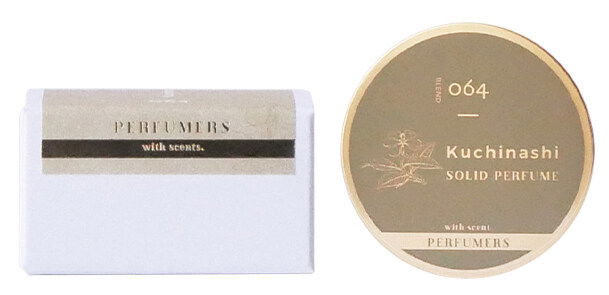 PERFUMERS
with scents.
BLEND
064
Kuchinashi
SOLID PERFUME
with scent.
PERFUMERS